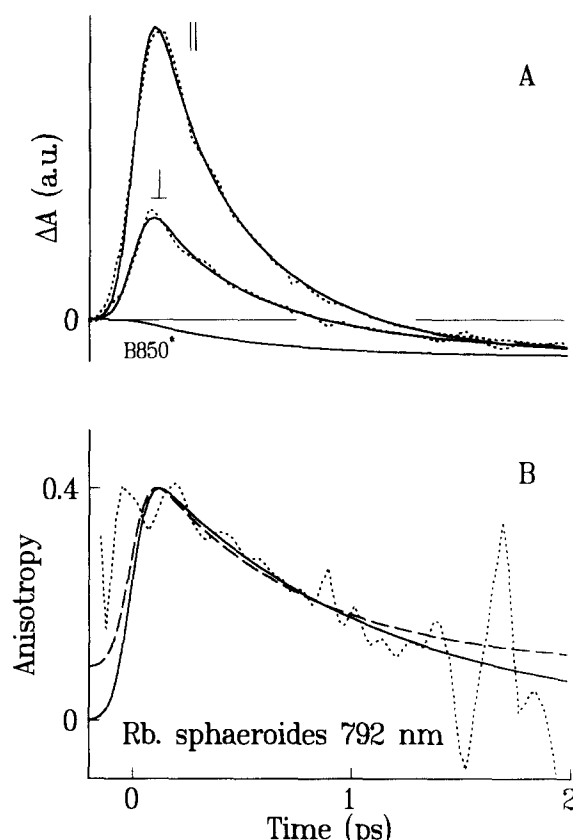 ||
A
⊥
ΔA (a.u.)
0
B850*
B
0.4
Anisotropy
0
Rb. sphaeroides 792 nm
0
1
2
Time (ps)